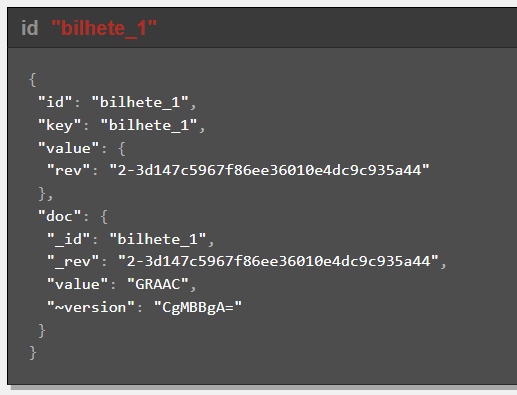 id "bilhete_1"
{
"id": "bilhete_1",
"key": "bilhete_1",
"value": {
"rev": "2-3d147c5967f86ee36010e4dc9c935a44"
},
"doc": {
"_id": "bilhete_1",
"_rev": "2-3d147c5967f86ee36010e4dc9c935a44",
"value": "GRAAC",
"~version": "CgMBBgA="
}
}